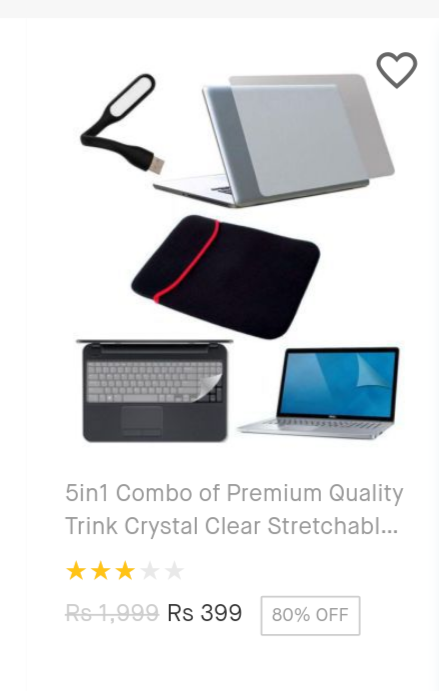 5in1 Combo of Premium Quality
Trink Crystal Clear Stretchabl...
Rs 1,999 Rs 399 80% OFF